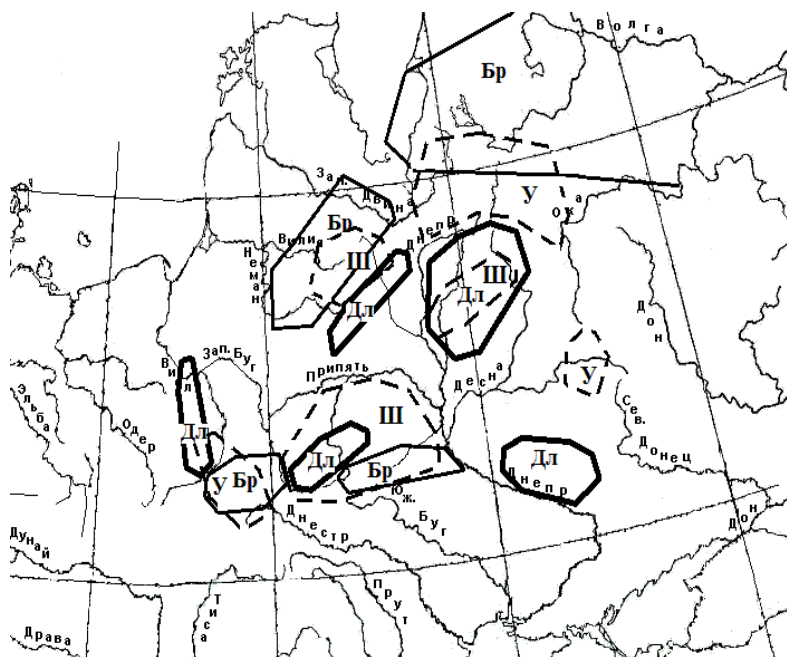 Волга
Бр
Зап.
Двина
У
Ока
Бр
Вилия
Днепр
Неман
Ш
Ш
Дл
Дл
Дон
Зап. Буг
Припять
Десна
Висл
Эльба
Одер
У
Ш
Сев.
Донец
Дл
Дл
Дл
У
Бр
Бр
Днепр
Юж.
Буг
Днестр
Дон
Дунай
Тиса
Прут
Драва